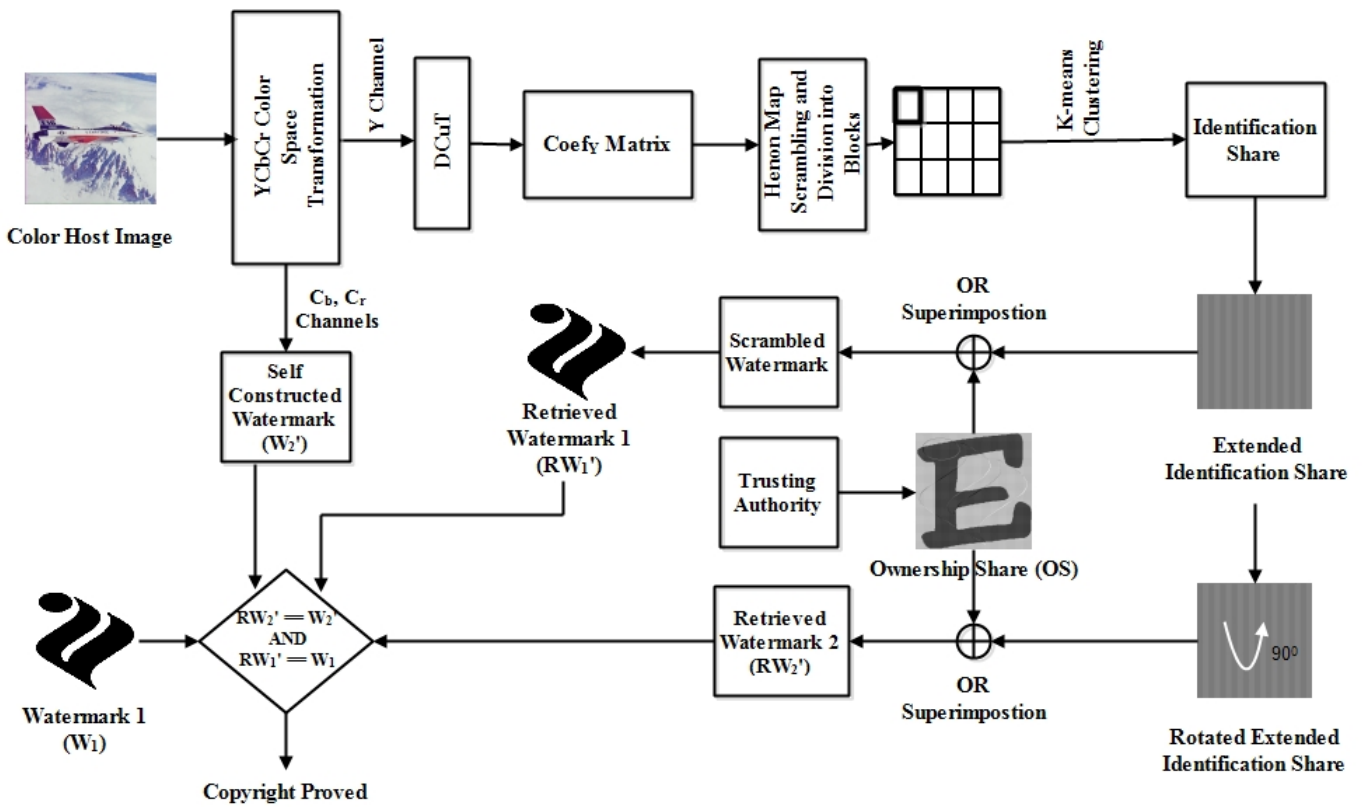 YCbCr Color
Space
Transformation
Y Channel
DCuT
CoefY Matrix
Henon Map
Scrambling and
Division into
Blocks
K-means
Clustering
Identification
Share
Color Host Image
Cb, Cr
Channels
OR
Superimpostion
Scrambled
Watermark
Self
Constructed
Watermark
(W2')
Retrieved
Watermark 1
(RW1')
Extended
Identification Share
Trusting
Authority
E
Ownership Share (OS)
RW2' == W2'
AND
RW1' == W1
Retrieved
Watermark 2
(RW2')
90⁰
OR
Superimpostion
Watermark 1
(W1)
Rotated Extended
Identification Share
Copyright Proved